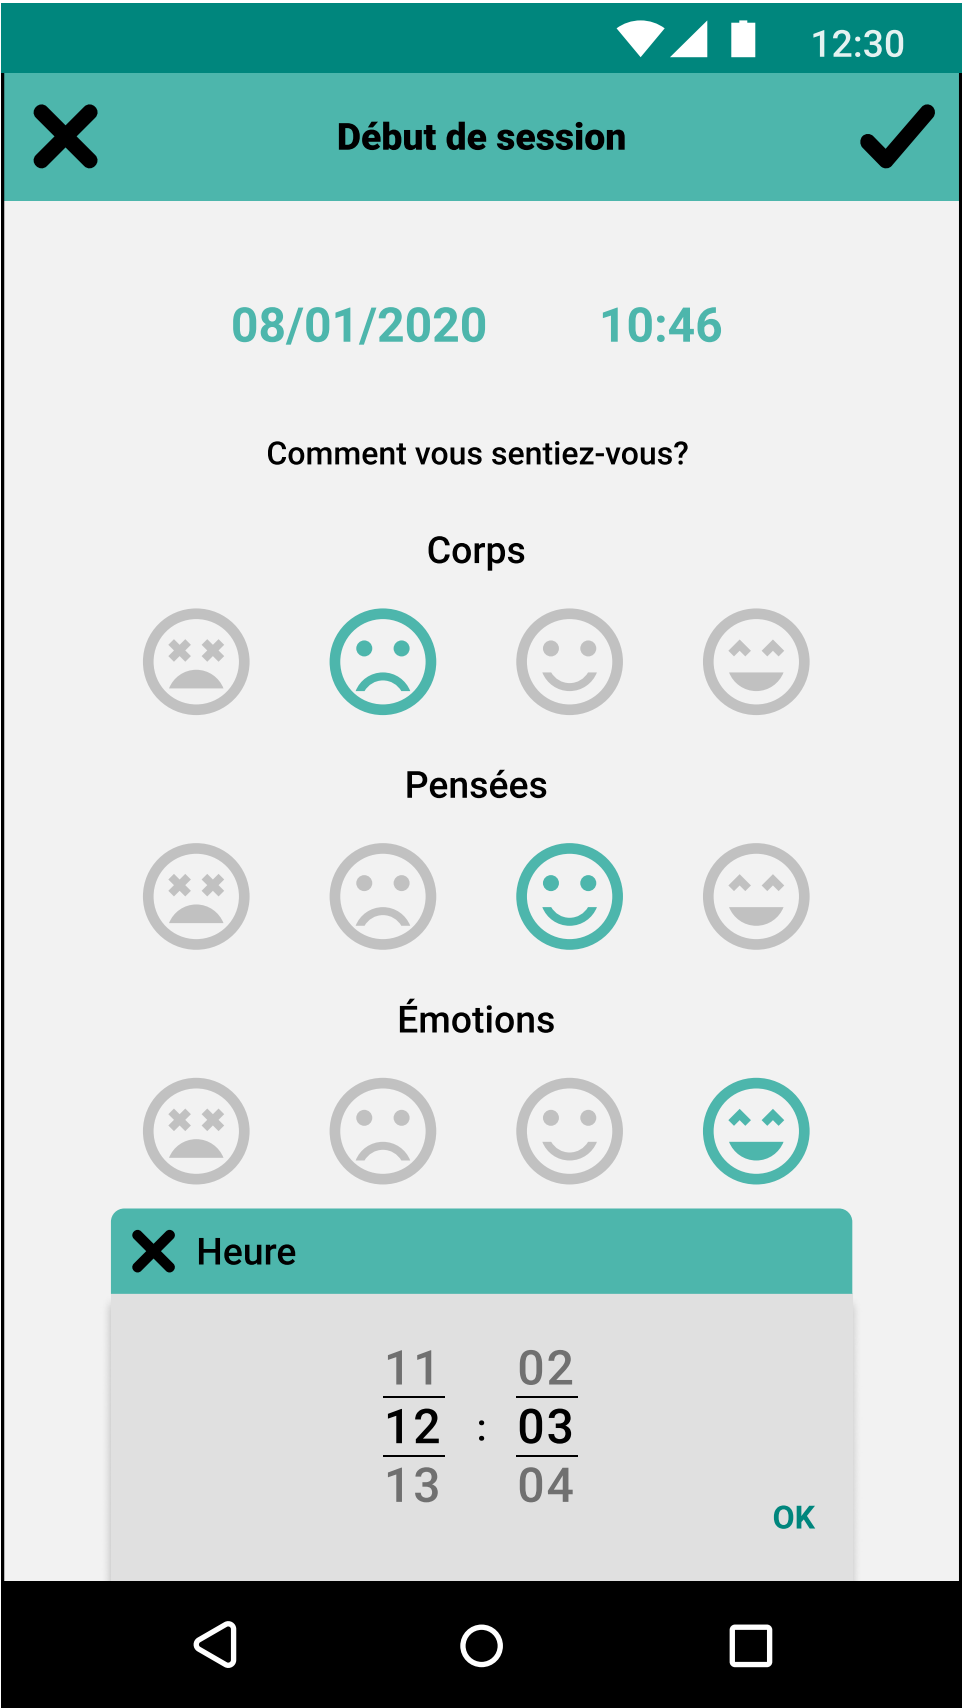 12:30
Début de session
08/01/2020 10:46
Comment vous sentiez-vous?
Corps
Pensées
Émotions
Heure
11 02
12 : 03
13 04
OK